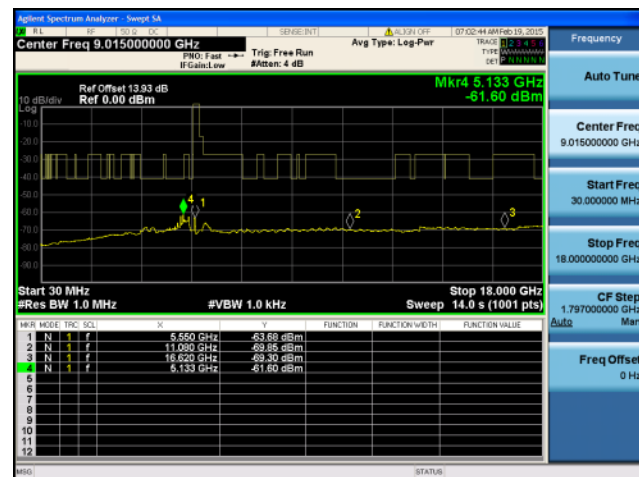 Agilent Spectrum Analyzer - Swept SA
RL RF 50 Ω DC SENSE:INT ALIGN OFF 07:02:44 AM Feb 19, 2015
Center Freq 9.015000000 GHz
PNO: Fast
IFGain:Low
Trig: Free Run
#Atten: 4 dB
Avg Type: Log-Pwr
TRACE 1 2 3 4 5 6
TYPE
DET P N N N N N
Ref Offset 13.93 dB
10 dB/div Ref 0.00 dBm
Log
Mkr4 5.133 GHz
-61.60 dBm
-10.0
-20.0
-30.0
-40.0
-50.0
-60.0
-70.0
-80.0
-90.0
4
1
2
3
Start 30 MHz
Stop 18.000 GHz
#Res BW 1.0 MHz #VBW 1.0 kHz Sweep 14.0 s (1001 pts)
MKR MODE TRC SCL X Y FUNCTION FUNCTION WIDTH FUNCTION VALUE
1 N 1 f 5.550 GHz -63.68 dBm
2 N 1 f 11.080 GHz -69.85 dBm
3 N 1 f 16.620 GHz -69.30 dBm
4 N 1 f 5.133 GHz -61.60 dBm
5
6
7
8
9
10
11
12
MSG STATUS
Frequency
Auto Tune
Center Freq
9.015000000 GHz
Start Freq
30.000000 MHz
Stop Freq
18.000000000 GHz
CF Step
1.797000000 GHz
Auto Man
Freq Offset
0 Hz